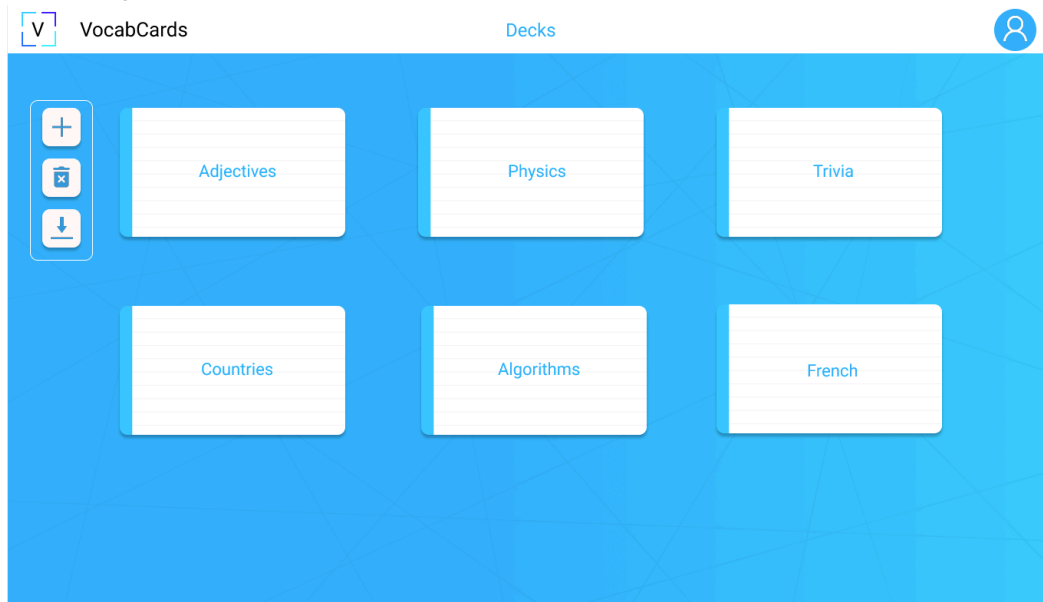 V VocabCards Decks
Adjectives Physics Trivia
Countries Algorithms French